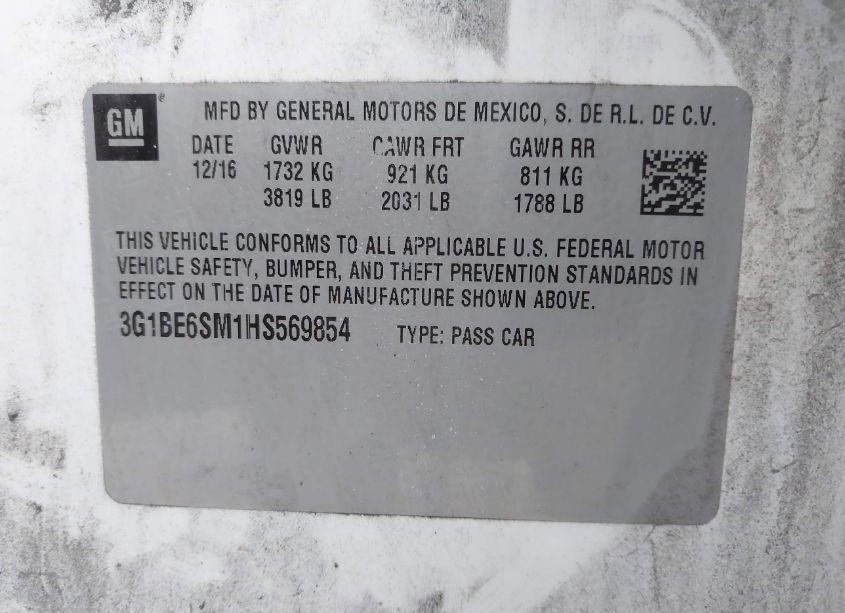 GM
MFD BY GENERAL MOTORS DE MEXICO, S. DE R.L. DE C.V.
DATE GVWR GAWR FRT GAWR RR
12/16 1732 KG 921 KG 811 KG
3819 LB 2031 LB 1788 LB
THIS VEHICLE CONFORMS TO ALL APPLICABLE U.S. FEDERAL MOTOR
VEHICLE SAFETY, BUMPER, AND THEFT PREVENTION STANDARDS IN
EFFECT ON THE DATE OF MANUFACTURE SHOWN ABOVE.
3G1BE6SM1HS569854 TYPE: PASS CAR